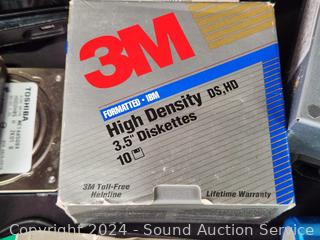 3M
FORMATTED - IBM
High Density DS, HD
3.5" Diskettes
10
3M Toll-Free
Helpline
Lifetime Warranty
TOSHIBA
Copyright 2024 - Sound Auction Service